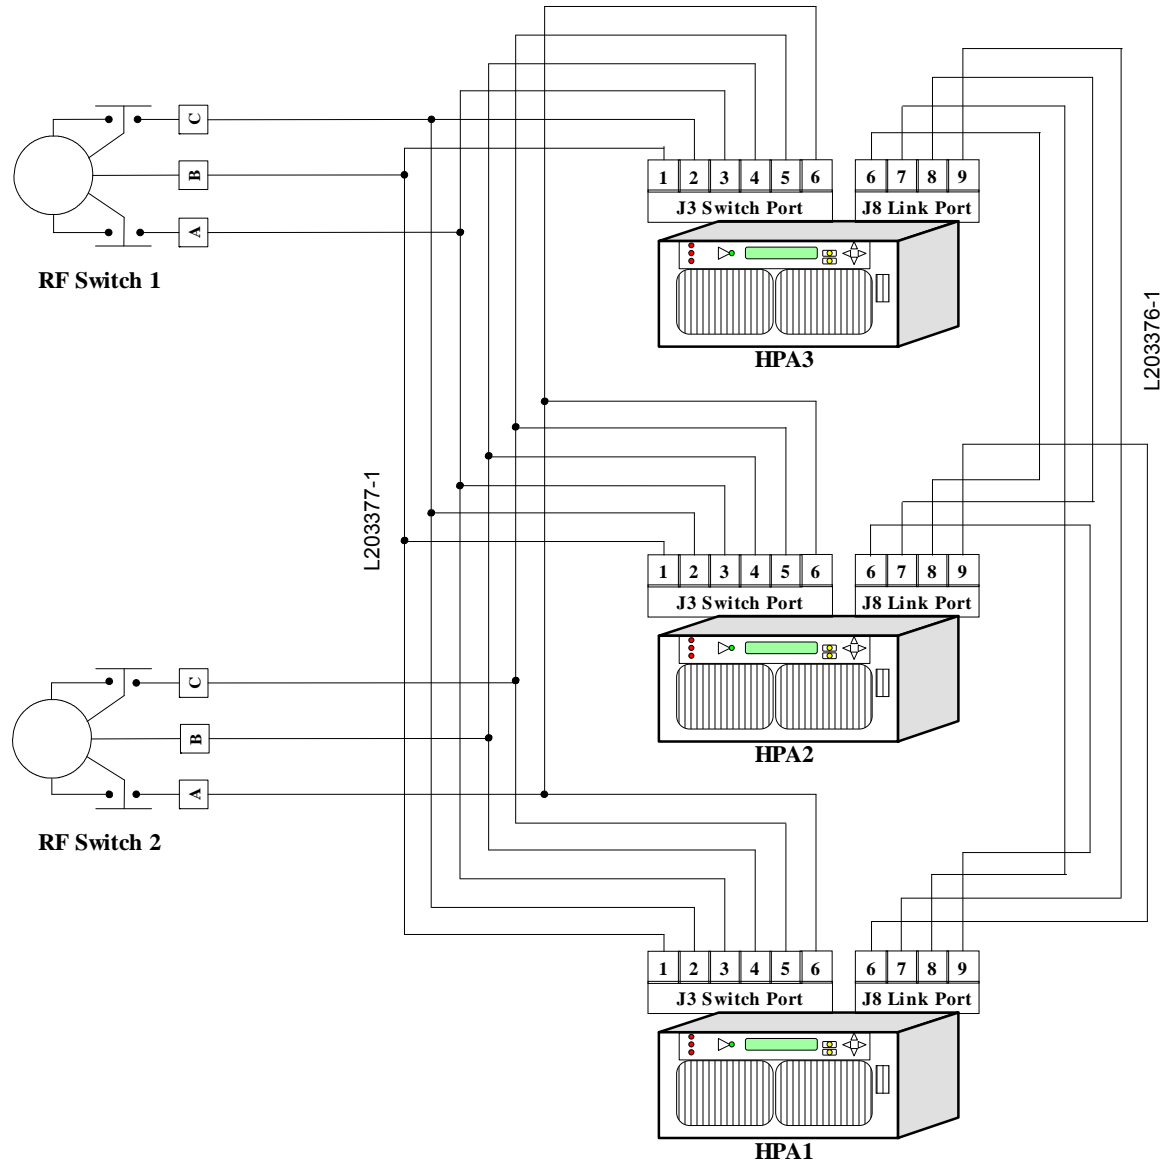 C
B
A
RF Switch 1
1 2 3 4 5 6
J3 Switch Port
6 7 8 9
J8 Link Port
HPA3
L203376-1
L203377-1
1 2 3 4 5 6
J3 Switch Port
6 7 8 9
J8 Link Port
HPA2
C
B
A
RF Switch 2
1 2 3 4 5 6
J3 Switch Port
6 7 8 9
J8 Link Port
HPA1